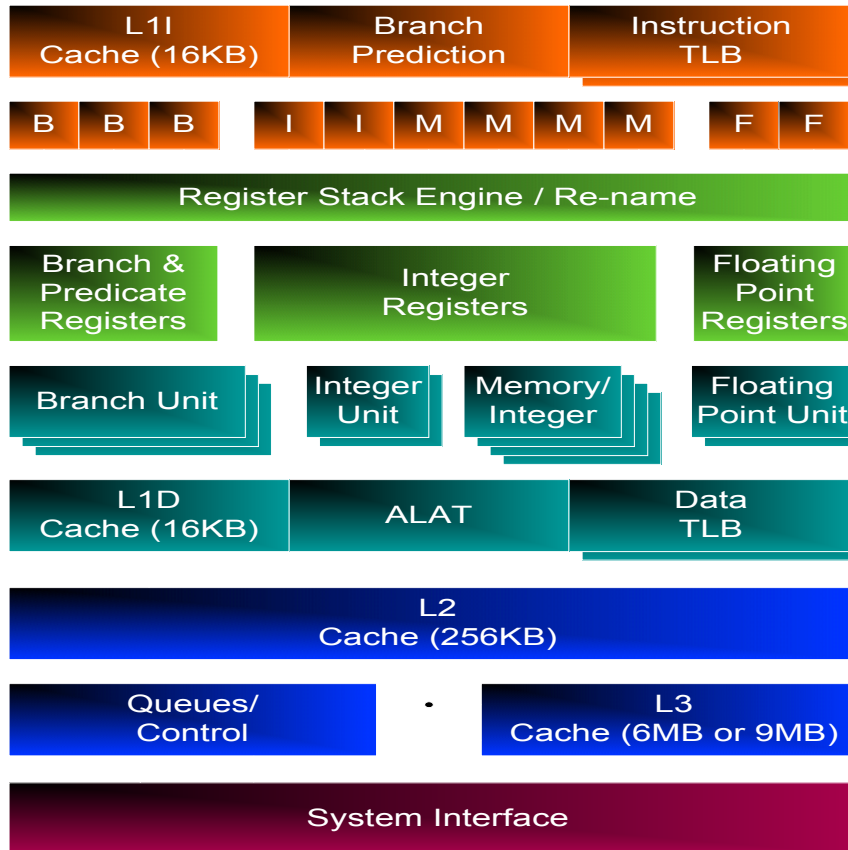 L1I
Cache (16KB)
Branch
Prediction
Instruction
TLB
B B B I I M M M M F F
Register Stack Engine / Re-name
Branch &
Predicate
Registers
Integer
Registers
Floating
Point
Registers
Branch Unit
Integer
Unit
Memory/
Integer
Floating
Point Unit
L1D
Cache (16KB)
ALAT
Data
TLB
L2
Cache (256KB)
Queues/
Control
L3
Cache (6MB or 9MB)
System Interface